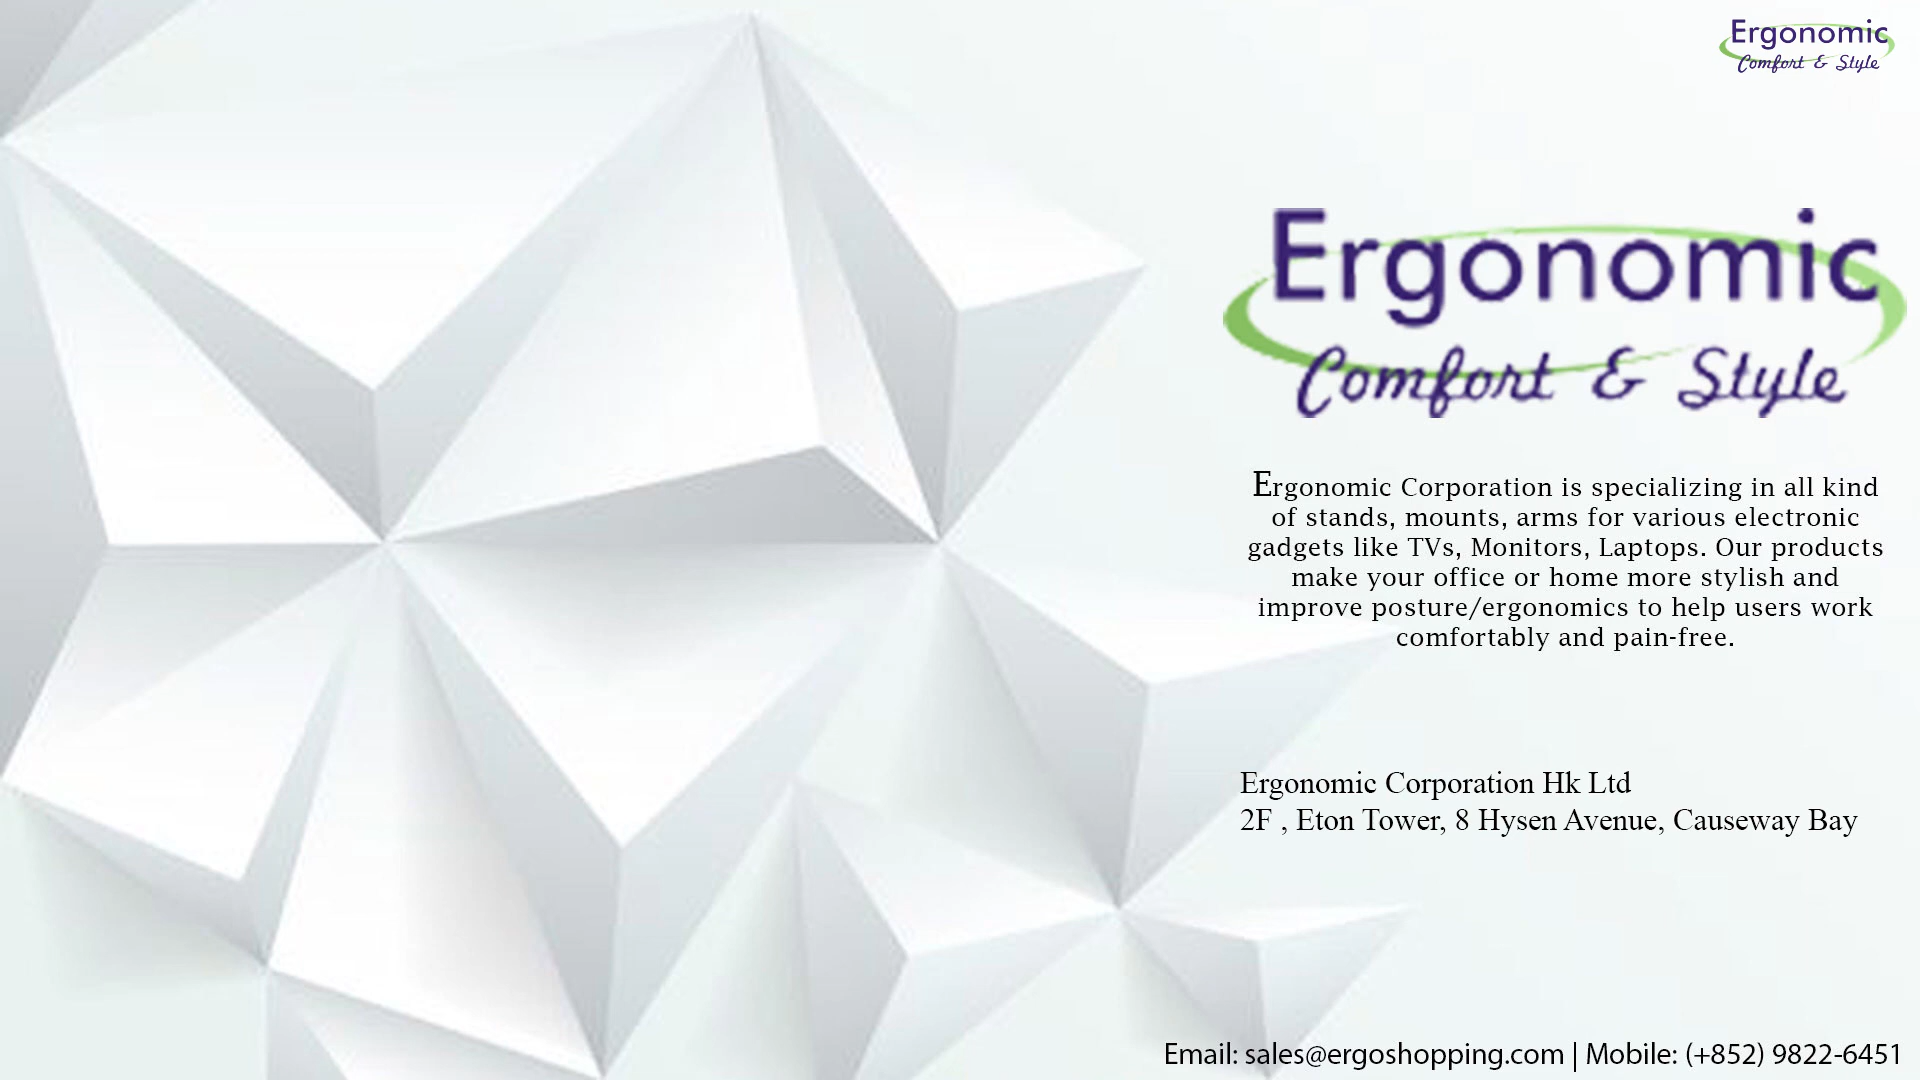 Ergonomic
Comfort & Style
Ergonomic
Comfort & Style
Ergonomic Corporation is specializing in all kind
of stands, mounts, arms for various electronic
gadgets like TVs, Monitors, Laptops. Our products
make your office or home more stylish and
improve posture/ergonomics to help users work
comfortably and pain-free.
Ergonomic Corporation Hk Ltd
2F , Eton Tower, 8 Hysen Avenue, Causeway Bay
Email: sales@ergoshopping.com | Mobile: (+852) 9822-6451